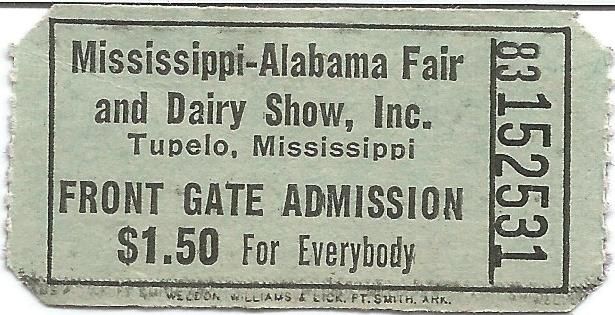 Mississippi-Alabama Fair
and Dairy Show, Inc.
Tupelo, Mississippi
FRONT GATE ADMISSION
$1.50 For Everybody
WELDON, WILLIAMS & LICK, FT. SMITH, ARK.
83152531